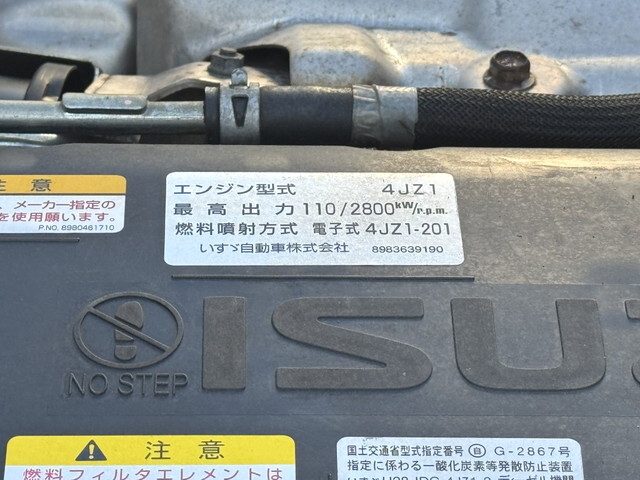 注意
、メーカー指定の
を使用願います。
P.NO. 6980461710
エンジン型式 4JZ1
最高出力 110/2800kW/r.p.m.
燃料噴射方式 電子式 4JZ1-201
いすゞ自動車株式会社 8983639190
NO STEP
ISUZ
⚠ 注意
燃料フィルタエレメントは
国土交通省型式指定番号 自 G-2867号
指定に係わる一酸化炭素等発散防止装置